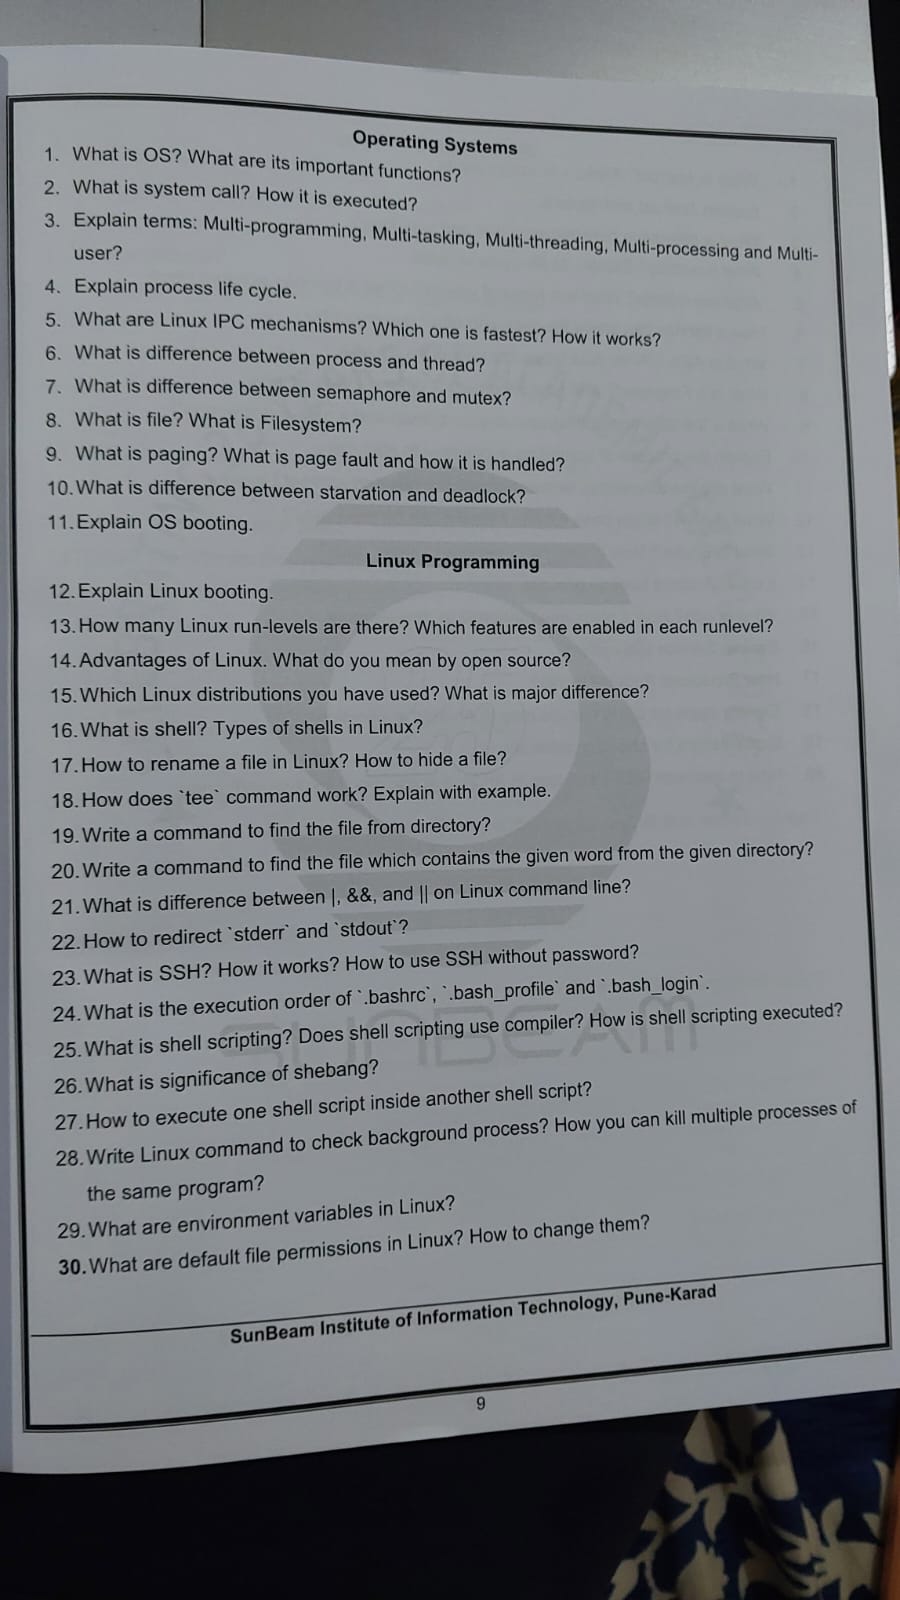 Operating Systems
1. What is OS? What are its important functions?
2. What is system call? How it is executed?
3. Explain terms: Multi-programming, Multi-tasking, Multi-threading, Multi-processing and Multi-
user?
4. Explain process life cycle.
5. What are Linux IPC mechanisms? Which one is fastest? How it works?
6. What is difference between process and thread?
7. What is difference between semaphore and mutex?
8. What is file? What is Filesystem?
9. What is paging? What is page fault and how it is handled?
10. What is difference between starvation and deadlock?
11. Explain OS booting.
Linux Programming
12. Explain Linux booting.
13. How many Linux run-levels are there? Which features are enabled in each runlevel?
14. Advantages of Linux. What do you mean by open source?
15. Which Linux distributions you have used? What is major difference?
16. What is shell? Types of shells in Linux?
17. How to rename a file in Linux? How to hide a file?
18. How does `tee` command work? Explain with example.
19. Write a command to find the file from directory?
20. Write a command to find the file which contains the given word from the given directory?
21. What is difference between |, &&, and || on Linux command line?
22. How to redirect `stderr` and `stdout`?
23. What is SSH? How it works? How to use SSH without password?
24. What is the execution order of `.bashrc`, `.bash_profile` and `.bash_login`.
25. What is shell scripting? Does shell scripting use compiler? How is shell scripting executed?
26. What is significance of shebang?
27. How to execute one shell script inside another shell script?
28. Write Linux command to check background process? How you can kill multiple processes of
the same program?
29. What are environment variables in Linux?
30. What are default file permissions in Linux? How to change them?
SunBeam Institute of Information Technology, Pune-Karad
9
SUNBEAM